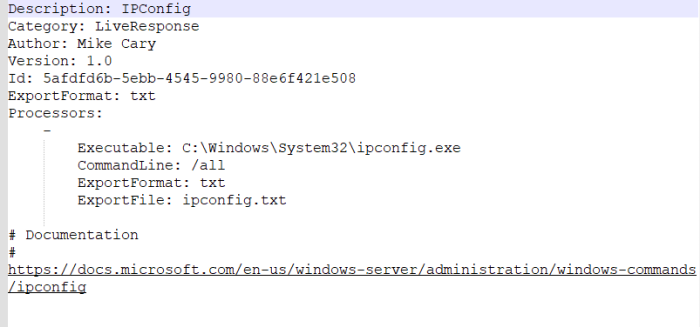 Description: IPConfig
Category: LiveResponse
Author: Mike Cary
Version: 1.0
Id: 5afdfd6b-5ebb-4545-9980-88e6f421e508
ExportFormat: txt
Processors:
    -
        Executable: C:\Windows\System32\ipconfig.exe
        CommandLine: /all
        ExportFormat: txt
        ExportFile: ipconfig.txt

# Documentation
#
https://docs.microsoft.com/en-us/windows-server/administration/windows-commands
/ipconfig